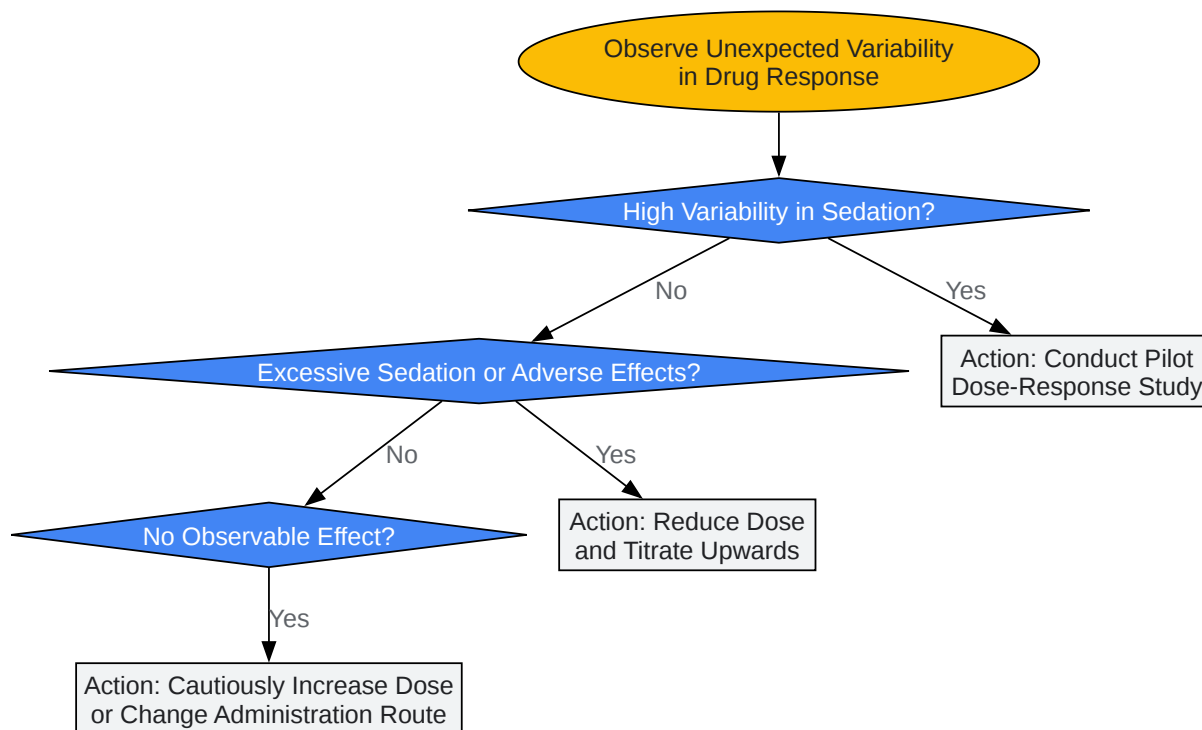 Observe Unexpected Variability
in Drug Response
High Variability in Sedation?
No
Yes
Excessive Sedation or Adverse Effects?
Action: Conduct Pilot
Dose-Response Study
No
Yes
No Observable Effect?
Action: Reduce Dose
and Titrate Upwards
Yes
Action: Cautiously Increase Dose
or Change Administration Route